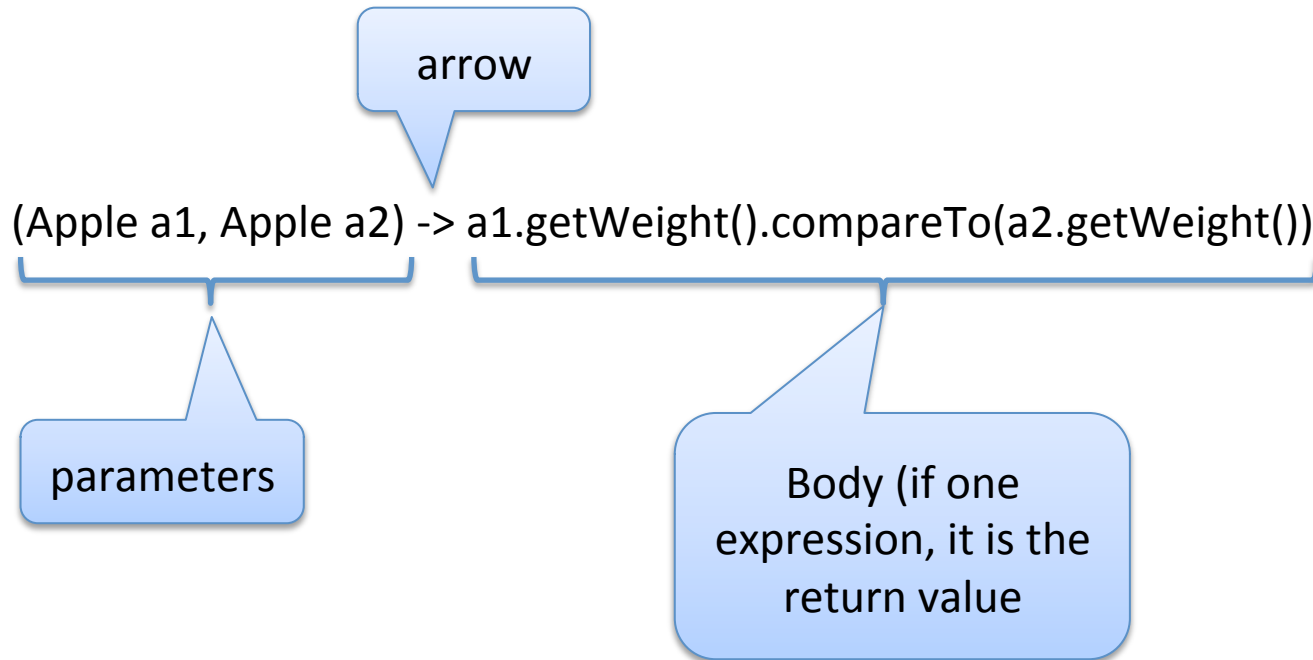 arrow
(Apple a1, Apple a2) -> a1.getWeight().compareTo(a2.getWeight())
parameters
Body (if one
expression, it is the
return value